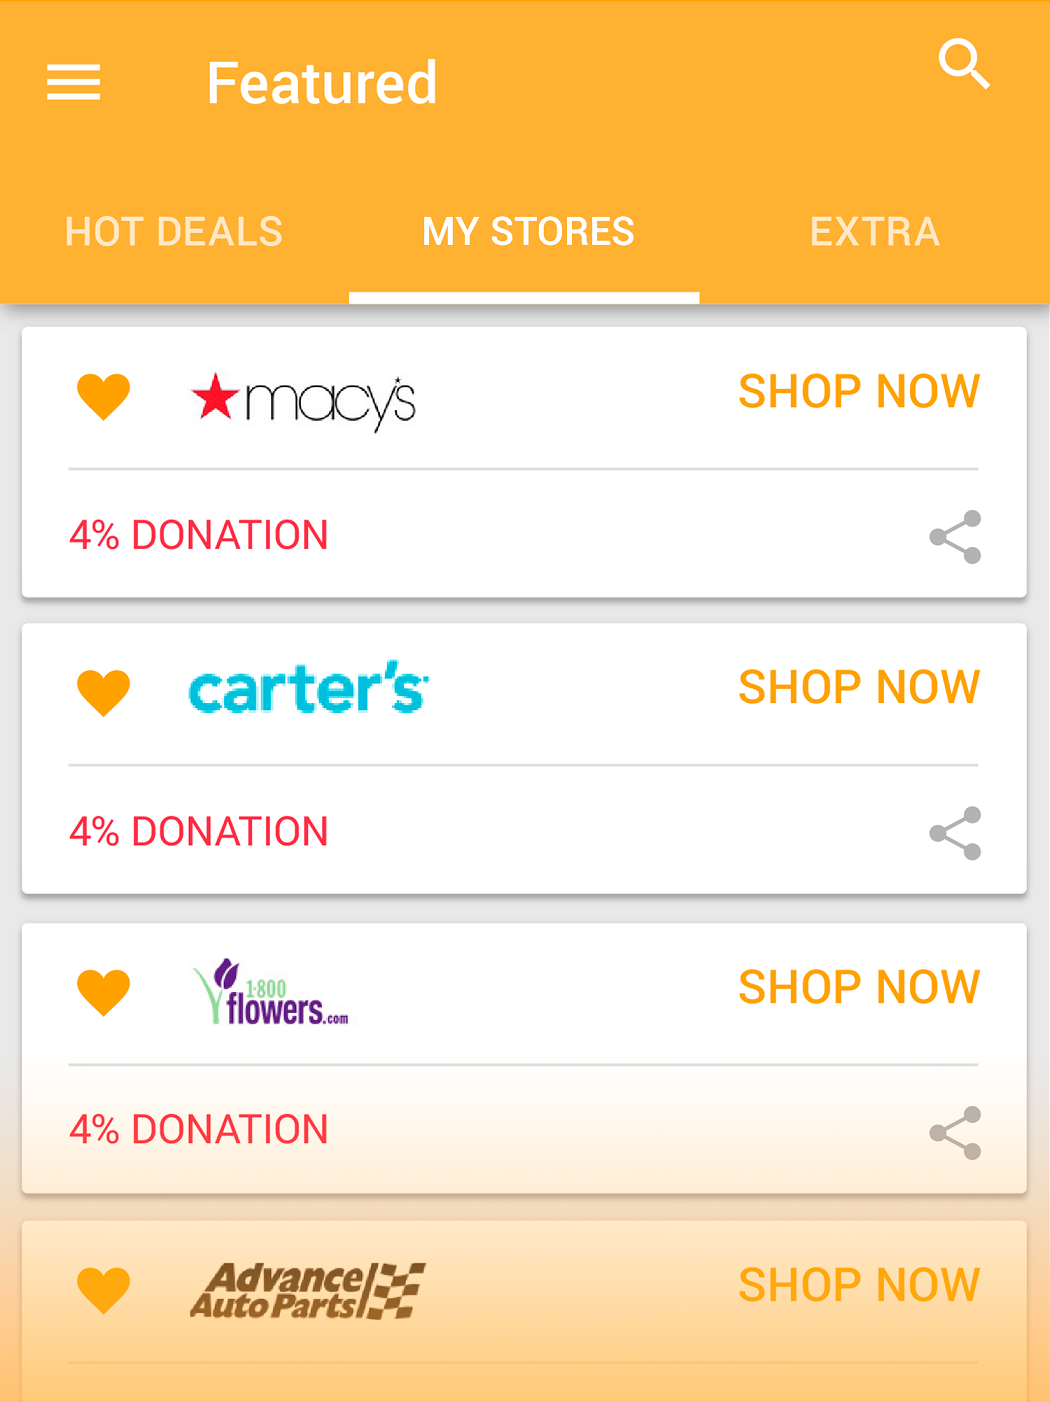 Featured
HOT DEALS
MY STORES
EXTRA
macy's
SHOP NOW
4% DONATION
carter's
SHOP NOW
4% DONATION
1-800
flowers.com
SHOP NOW
4% DONATION
Advance
Auto Parts
SHOP NOW